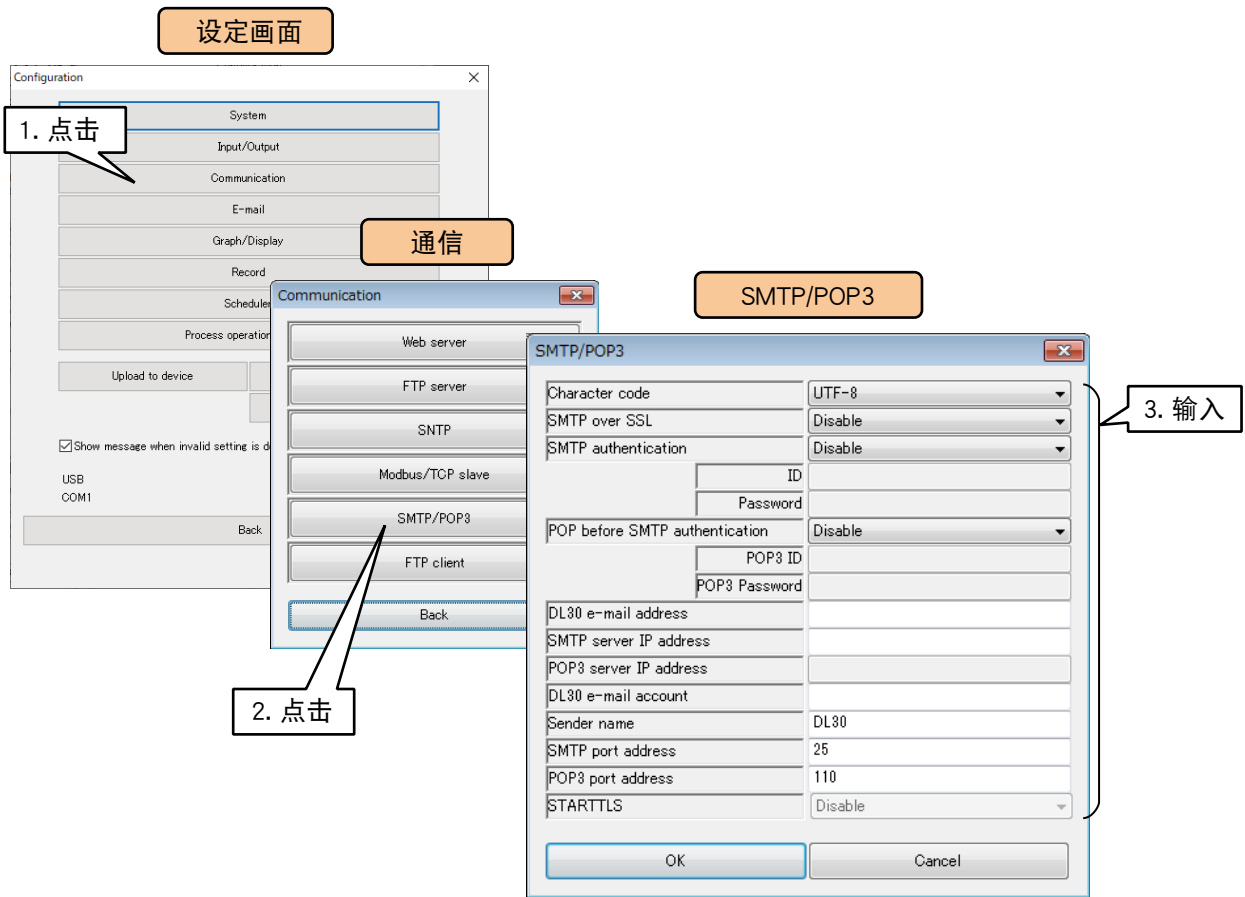 设定画面
Configuration
System
1. 点击
Input/Output
Communication
E-mail
Graph/Display
通信
Record
Communication
SMTP/POP3
Scheduler
Process operation
Web server
SMTP/POP3
Upload to device
FTP server
Character code
UTF-8
3. 输入
SMTP over SSL
Disable
SNTP
Show message when invalid setting is d
SMTP authentication
Disable
USB
Modbus/TCP slave
ID
COM1
Password
SMTP/POP3
Back
POP before SMTP authentication
Disable
FTP client
POP3 ID
POP3 Password
Back
DL30 e-mail address
SMTP server IP address
POP3 server IP address
2. 点击
DL30 e-mail account
Sender name
DL30
SMTP port address
25
POP3 port address
110
STARTTLS
Disable
OK
Cancel